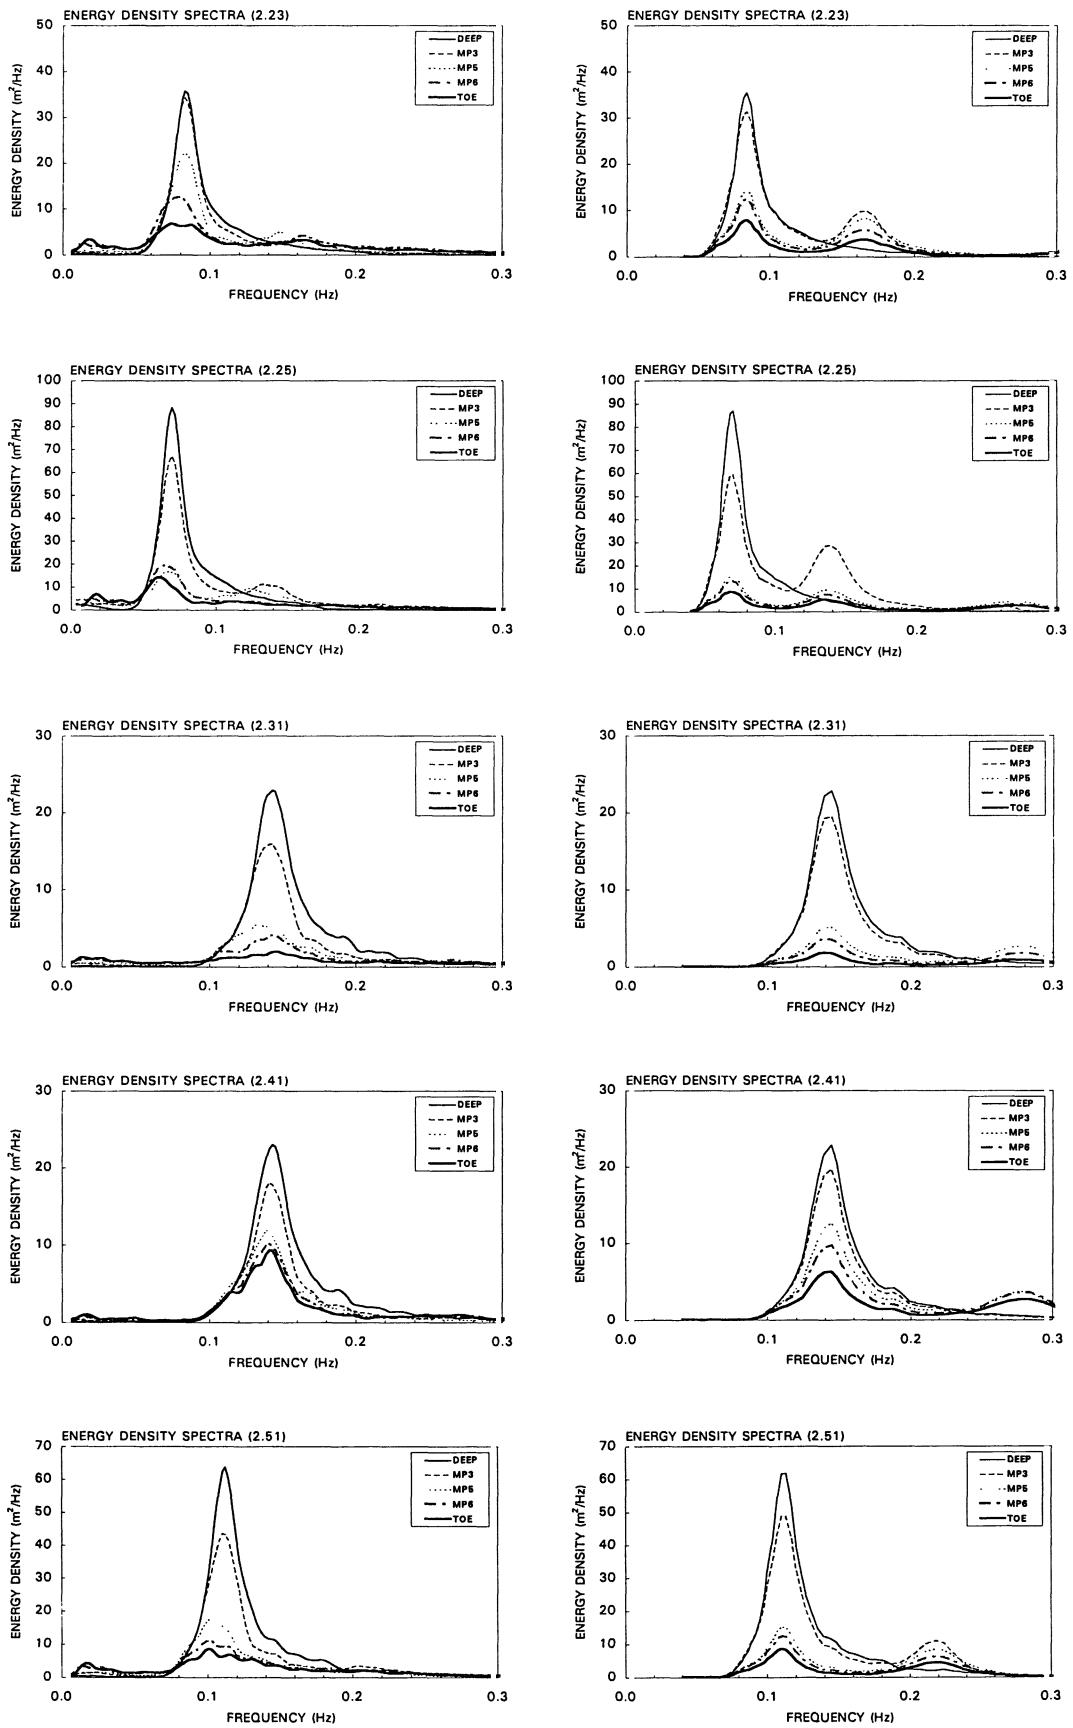 ENERGY DENSITY SPECTRA (2.23)
ENERGY DENSITY (m²/Hz)
50
40
30
20
10
0
DEEP
MP3
MP5
MP6
TOE
0.0 0.1 0.2 0.3
FREQUENCY (Hz)
ENERGY DENSITY SPECTRA (2.23)
ENERGY DENSITY (m²/Hz)
50
40
30
20
10
0
DEEP
MP3
MP5
MP6
TOE
0.0 0.1 0.2 0.3
FREQUENCY (Hz)
ENERGY DENSITY SPECTRA (2.25)
ENERGY DENSITY (m²/Hz)
100
90
80
70
60
50
40
30
20
10
0
DEEP
MP3
MP5
MP6
TOE
0.0 0.1 0.2 0.3
FREQUENCY (Hz)
ENERGY DENSITY SPECTRA (2.25)
ENERGY DENSITY (m²/Hz)
100
90
80
70
60
50
40
30
20
10
0
DEEP
MP3
MP5
MP6
TOE
0.0 0.1 0.2 0.3
FREQUENCY (Hz)
ENERGY DENSITY SPECTRA (2.31)
ENERGY DENSITY (m²/Hz)
30
20
10
0
DEEP
MP3
MP5
MP6
TOE
0.0 0.1 0.2 0.3
FREQUENCY (Hz)
ENERGY DENSITY SPECTRA (2.31)
ENERGY DENSITY (m²/Hz)
30
20
10
0
DEEP
MP3
MP5
MP6
TOE
0.0 0.1 0.2 0.3
FREQUENCY (Hz)
ENERGY DENSITY SPECTRA (2.41)
ENERGY DENSITY (m²/Hz)
30
20
10
0
DEEP
MP3
MP5
MP6
TOE
0.0 0.1 0.2 0.3
FREQUENCY (Hz)
ENERGY DENSITY SPECTRA (2.41)
ENERGY DENSITY (m²/Hz)
30
20
10
0
DEEP
MP3
MP5
MP6
TOE
0.0 0.1 0.2 0.3
FREQUENCY (Hz)
ENERGY DENSITY SPECTRA (2.51)
ENERGY DENSITY (m²/Hz)
70
60
50
40
30
20
10
0
DEEP
MP3
MP5
MP6
TOE
0.0 0.1 0.2 0.3
FREQUENCY (Hz)
ENERGY DENSITY SPECTRA (2.51)
ENERGY DENSITY (m²/Hz)
70
60
50
40
30
20
10
0
DEEP
MP3
MP5
MP6
TOE
0.0 0.1 0.2 0.3
FREQUENCY (Hz)